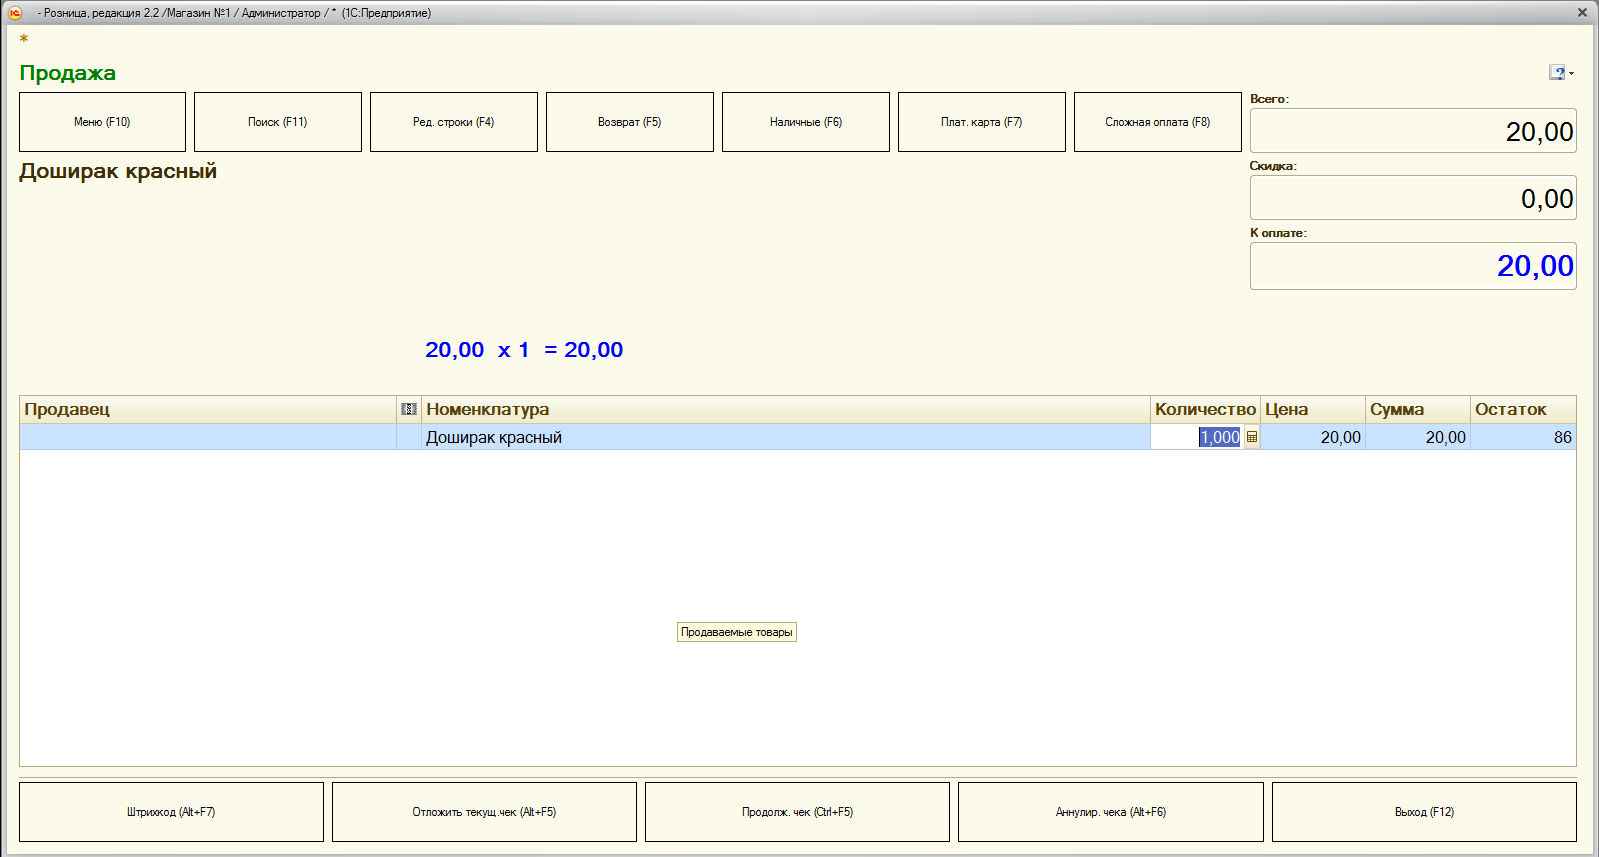 - Розница, редакция 2.2 /Магазин №1 / Администратор / * (1С:Предприятие)
*
Продажа
Меню (F10)
Поиск (F11)
Ред. строки (F4)
Возврат (F5)
Наличные (F6)
Плат. карта (F7)
Сложная оплата (F8)
Всего:
20,00
Доширак красный
Скидка:
0,00
К оплате:
20,00
20,00 x 1 = 20,00
Продавец Номенклатура Количество Цена Сумма Остаток
Доширак красный 1,000 20,00 20,00 86
Продаваемые товары
Штрихкод (Alt+F7)
Отложить текущ.чек (Alt+F5)
Продолж. чек (Ctrl+F5)
Аннулир. чека (Alt+F6)
Выход (F12)